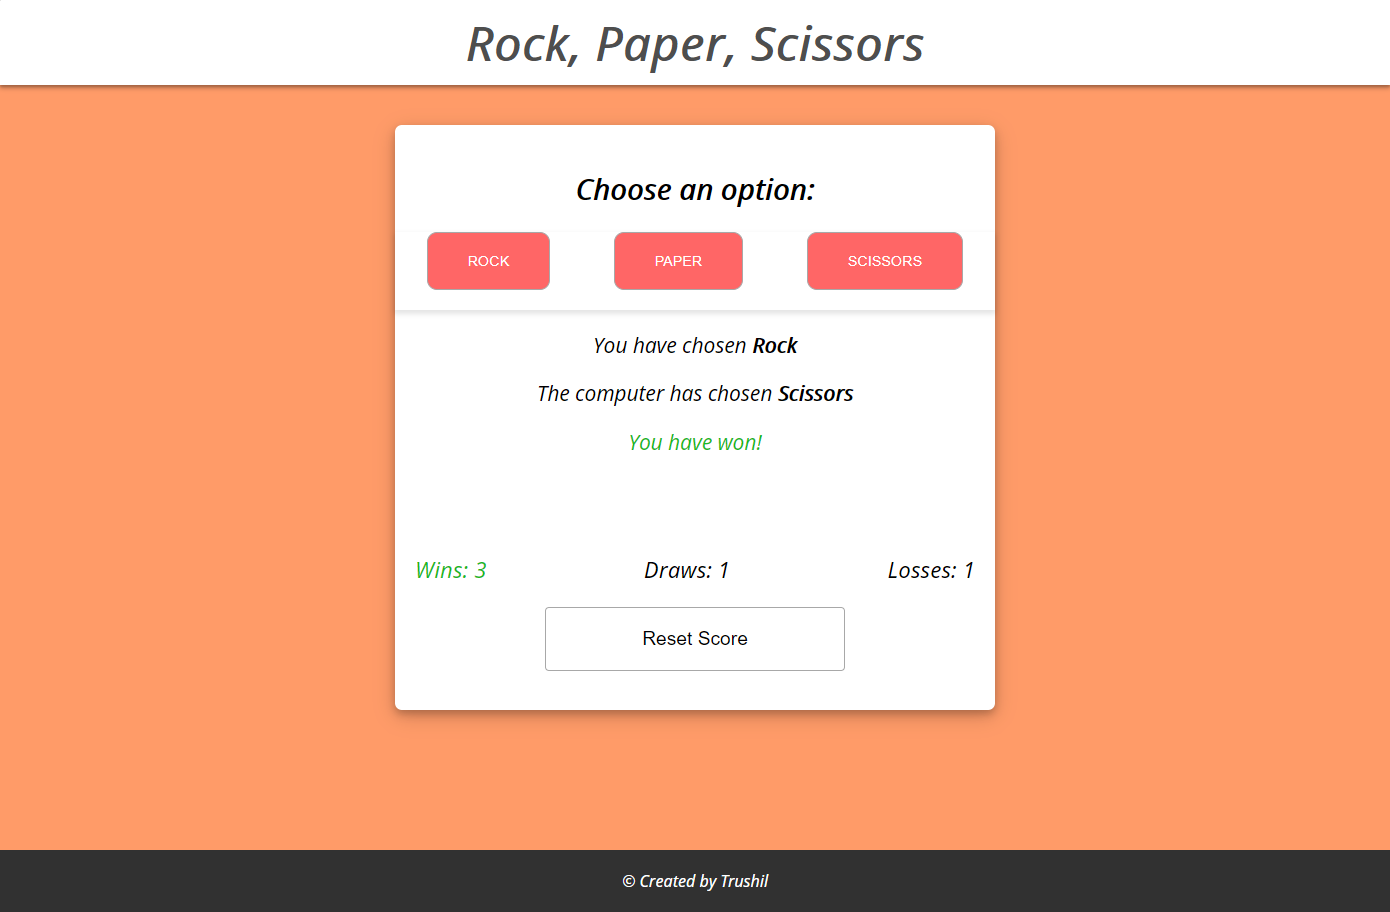 Rock, Paper, Scissors
Choose an option:
ROCK PAPER SCISSORS
You have chosen Rock
The computer has chosen Scissors
You have won!
Wins: 3 Draws: 1 Losses: 1
Reset Score
© Created by Trushil